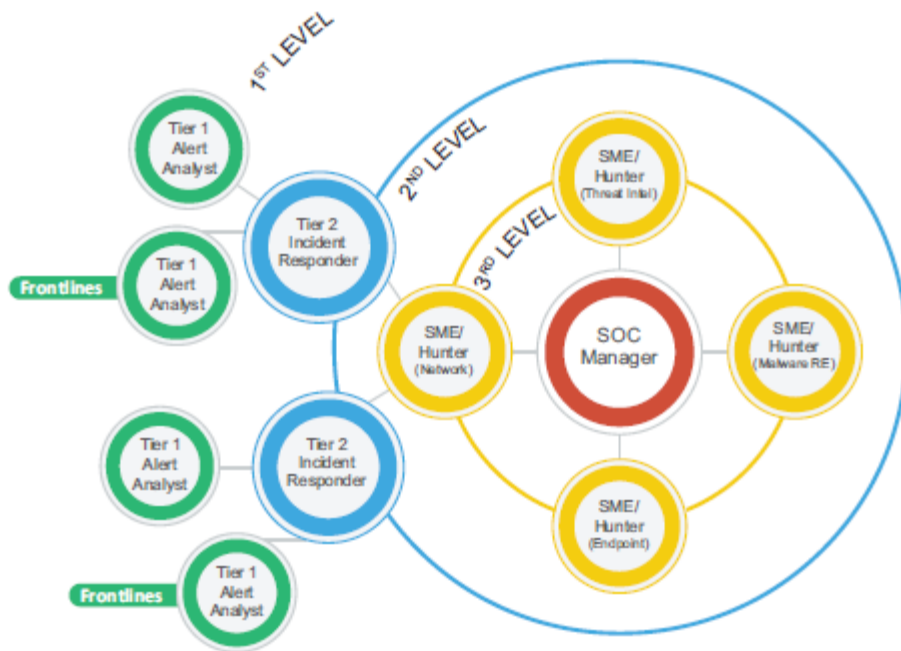 1ST LEVEL
Tier 1
Alert
Analyst
2ND LEVEL
SME/
Hunter
(Threat Intel)
Tier 2
Incident
Responder
3RD LEVEL
Frontlines
Tier 1
Alert
Analyst
SME/
Hunter
(Network)
SOC
Manager
SME/
Hunter
(Malware RE)
Tier 1
Alert
Analyst
Tier 2
Incident
Responder
SME/
Hunter
(Endpoint)
Frontlines
Tier 1
Alert
Analyst